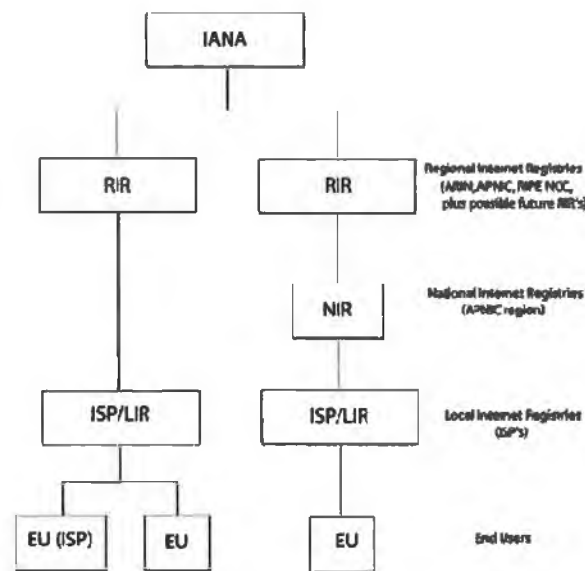 IANA
RIR
RIR
Regional Internet Registries
(ARIN, APNIC, RIPE NCC,
plus possible future RIR's)
NIR
National Internet Registries
(APNIC region)
ISP/LIR
ISP/LIR
Local Internet Registries
(ISP's)
EU (ISP)
EU
EU
End Users